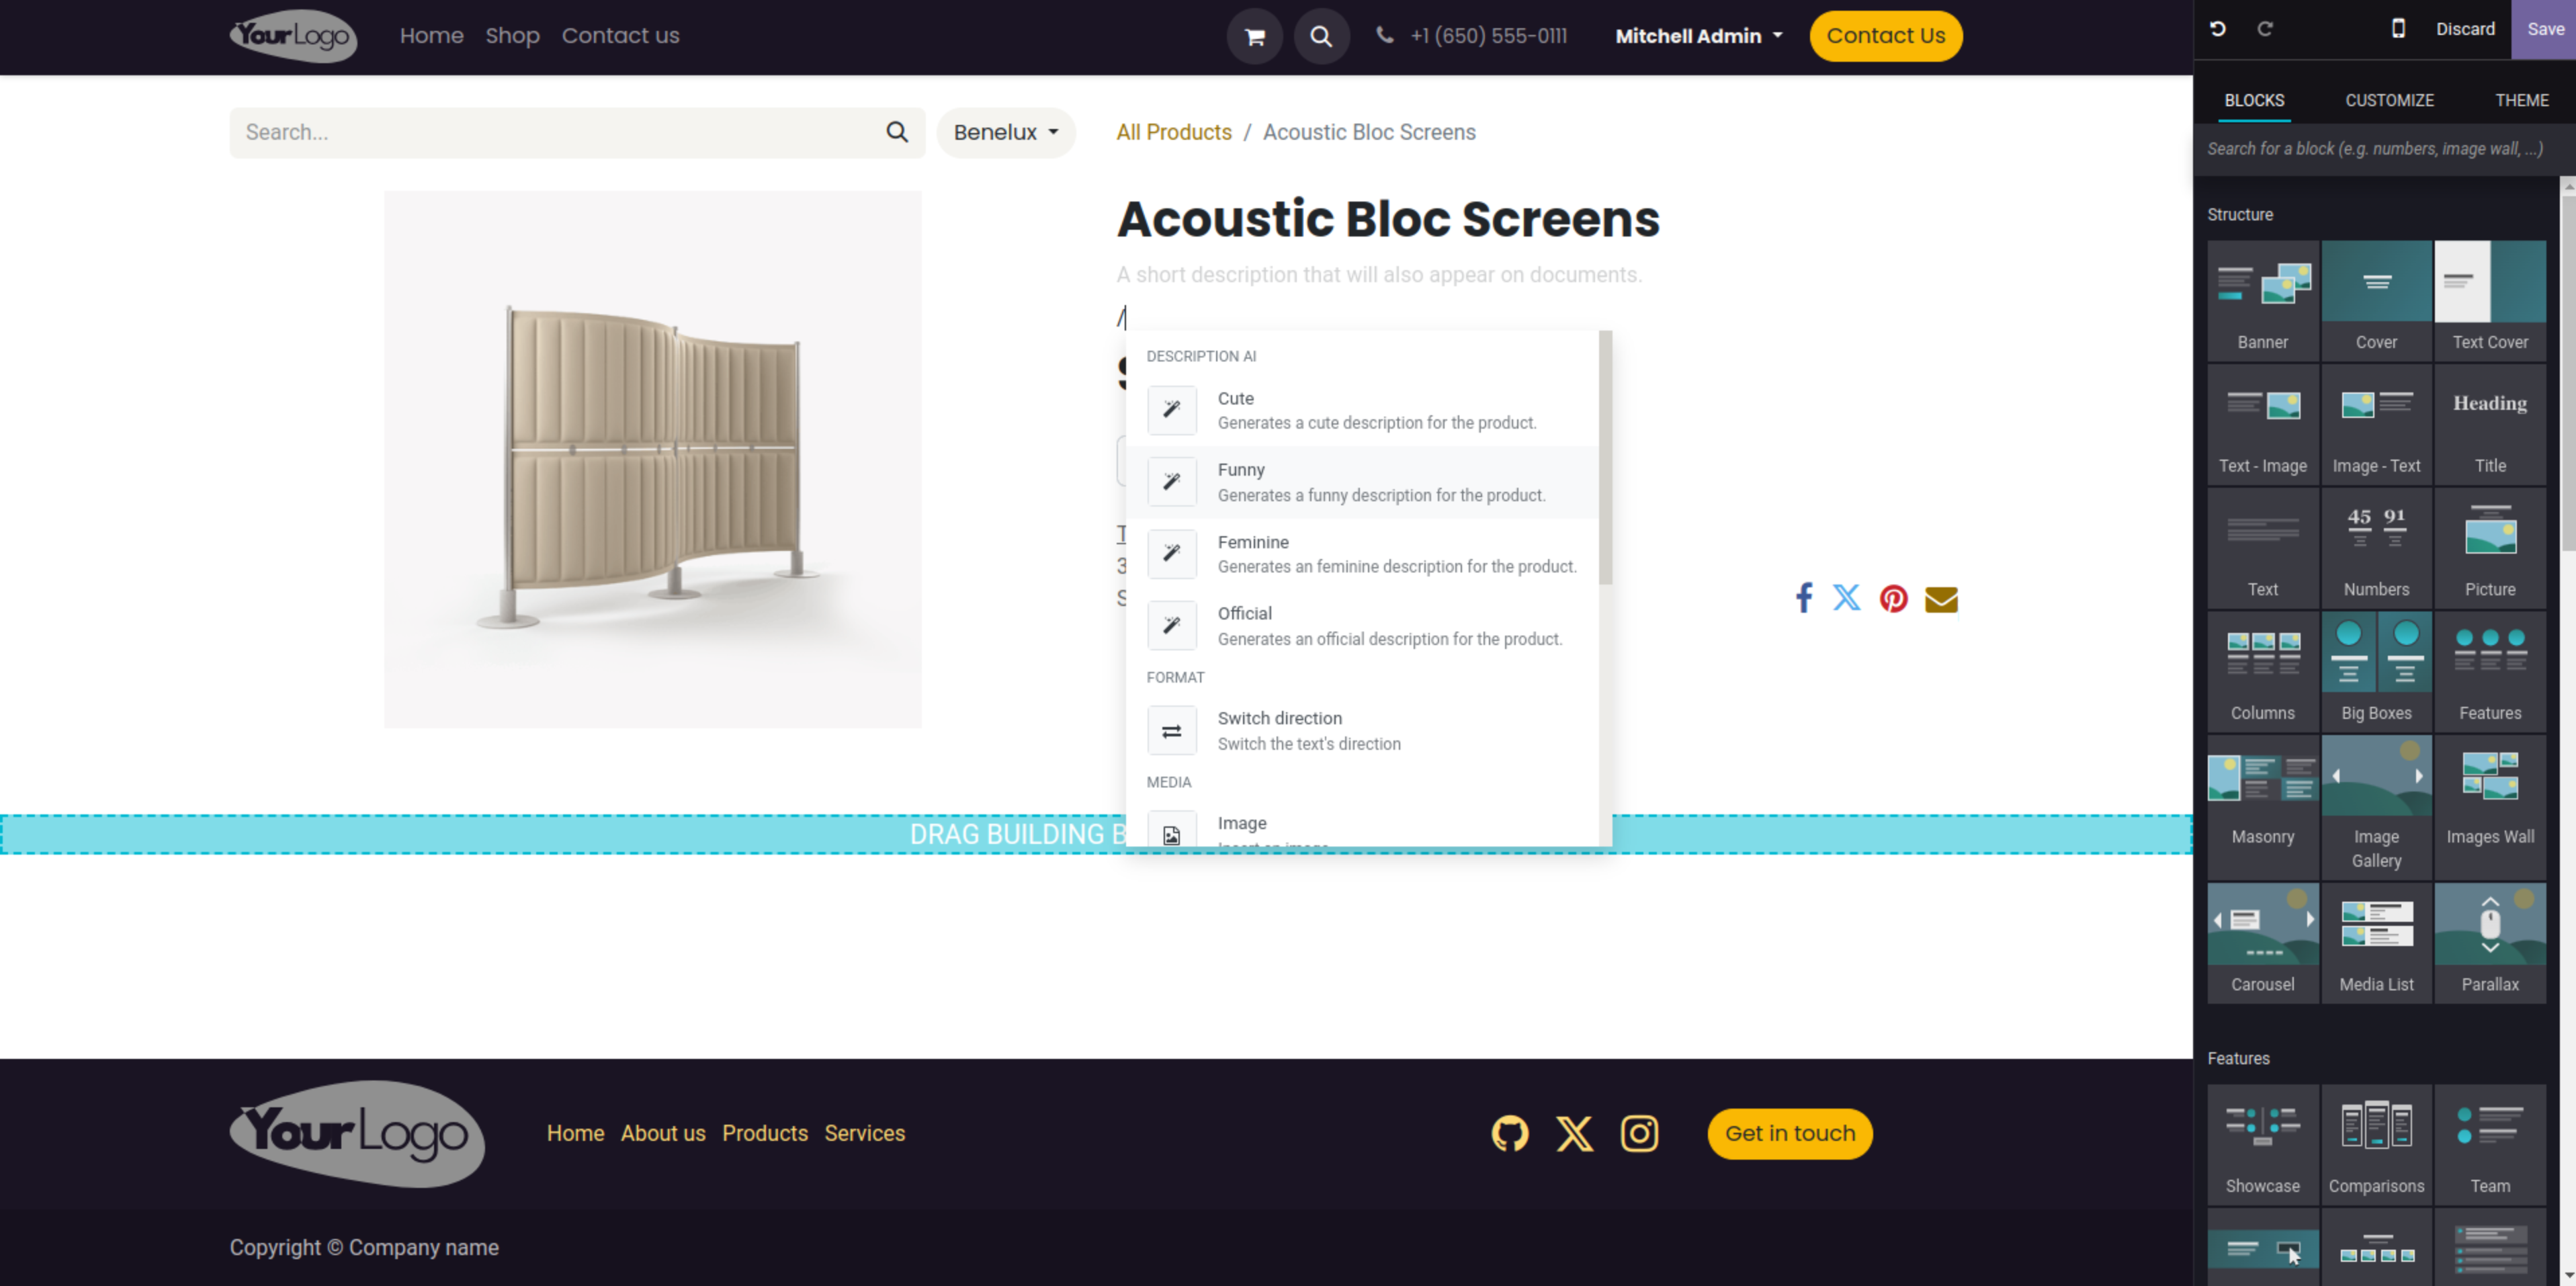 YourLogo
Home Shop Contact us
+1 (650) 555-0111
Mitchell Admin
Contact Us
Discard
Save
BLOCKS CUSTOMIZE THEME
Search for a block (e.g. numbers, image wall, ...)
Search...
Benelux
All Products / Acoustic Bloc Screens
Acoustic Bloc Screens
A short description that will also appear on documents.
/
DESCRIPTION AI
Cute
Generates a cute description for the product.
Funny
Generates a funny description for the product.
Feminine
Generates an feminine description for the product.
Official
Generates an official description for the product.
FORMAT
Switch direction
Switch the text's direction
MEDIA
Image
DRAG BUILDING B
Structure
Banner Cover Text Cover
Heading
Text - Image Image - Text Title
45 91
Text Numbers Picture
Columns Big Boxes Features
Masonry Image Gallery Images Wall
Carousel Media List Parallax
Features
Showcase Comparisons Team
YourLogo
Home About us Products Services
Get in touch
Copyright © Company name